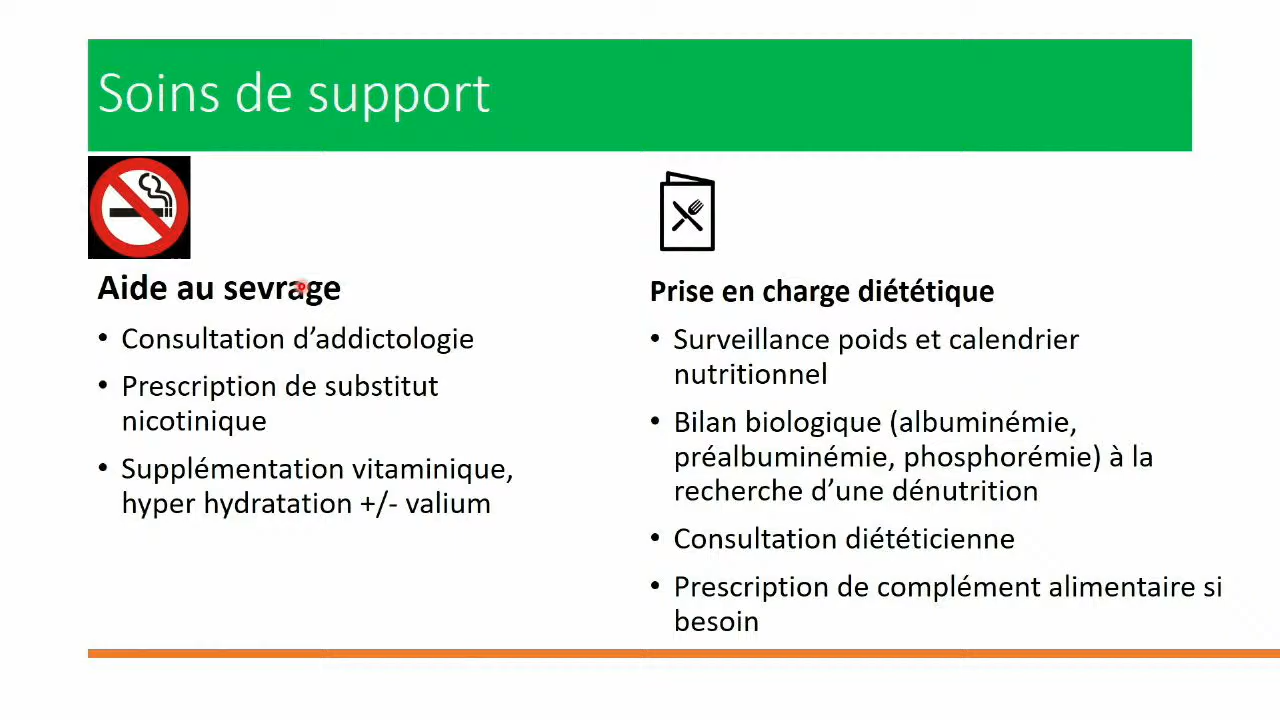 Soins de support
Aide au sevrage
• Consultation d’addictologie
• Prescription de substitut
nicotinique
• Supplémentation vitaminique,
hyper hydratation +/- valium
Prise en charge diététique
• Surveillance poids et calendrier
nutritionnel
• Bilan biologique (albuminémie,
préalbuminémie, phosphorémie) à la
recherche d’une dénutrition
• Consultation diététicienne
• Prescription de complément alimentaire si
besoin